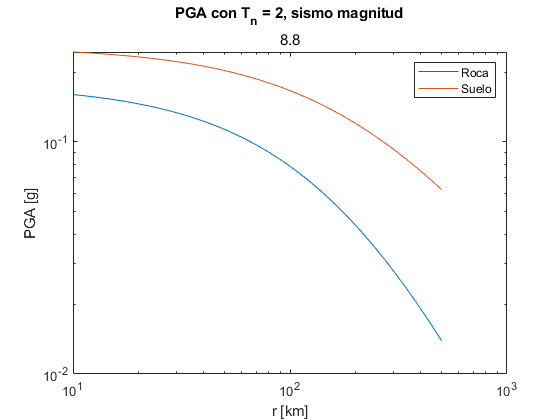 PGA con T_n = 2, sismo magnitud
8.8
Roca
Suelo
10^-1
PGA [g]
10^-2
10^1
10^2
10^3
r [km]